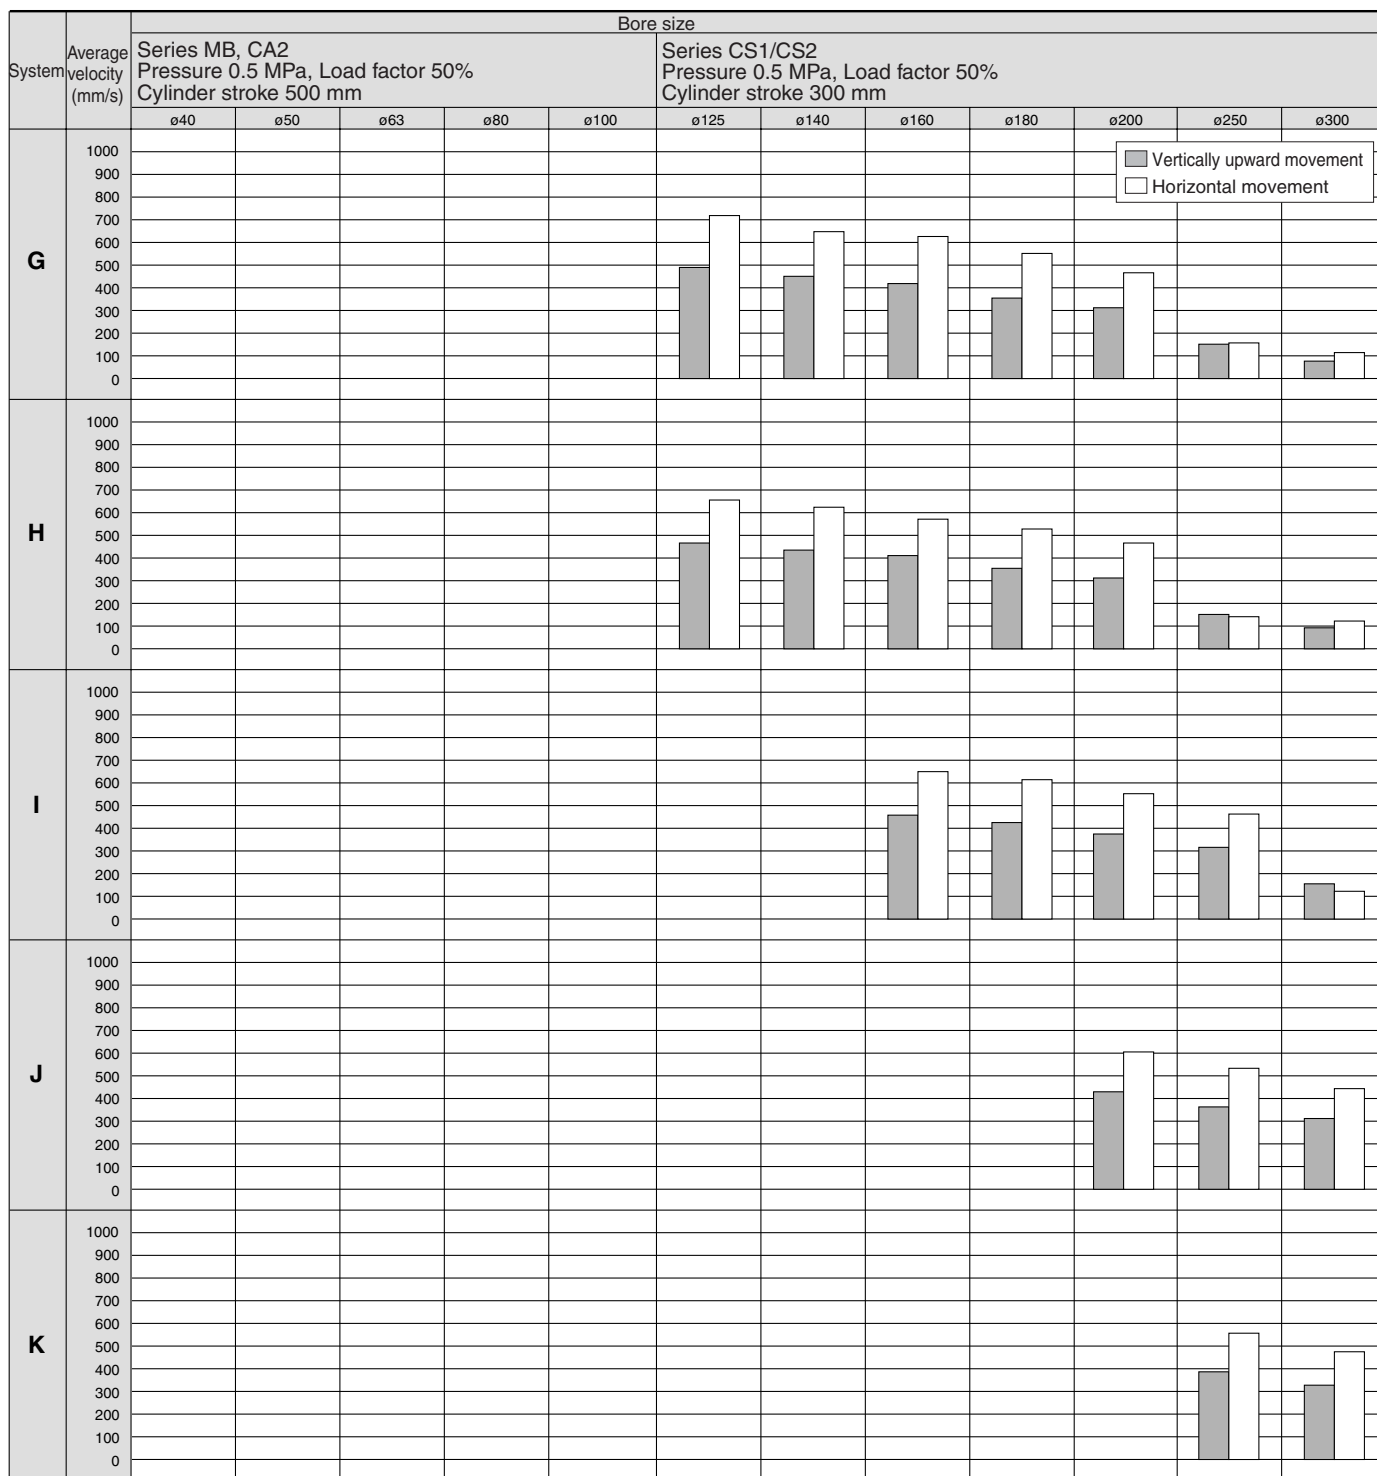 Bore size
System
Average
velocity
(mm/s)
Series MB, CA2
Pressure 0.5 MPa, Load factor 50%
Cylinder stroke 500 mm
Series CS1/CS2
Pressure 0.5 MPa, Load factor 50%
Cylinder stroke 300 mm
ø40 ø50 ø63 ø80 ø100 ø125 ø140 ø160 ø180 ø200 ø250 ø300
Vertically upward movement
Horizontal movement
G
1000
900
800
700
600
500
400
300
200
100
0
H
1000
900
800
700
600
500
400
300
200
100
0
I
1000
900
800
700
600
500
400
300
200
100
0
J
1000
900
800
700
600
500
400
300
200
100
0
K
1000
900
800
700
600
500
400
300
200
100
0